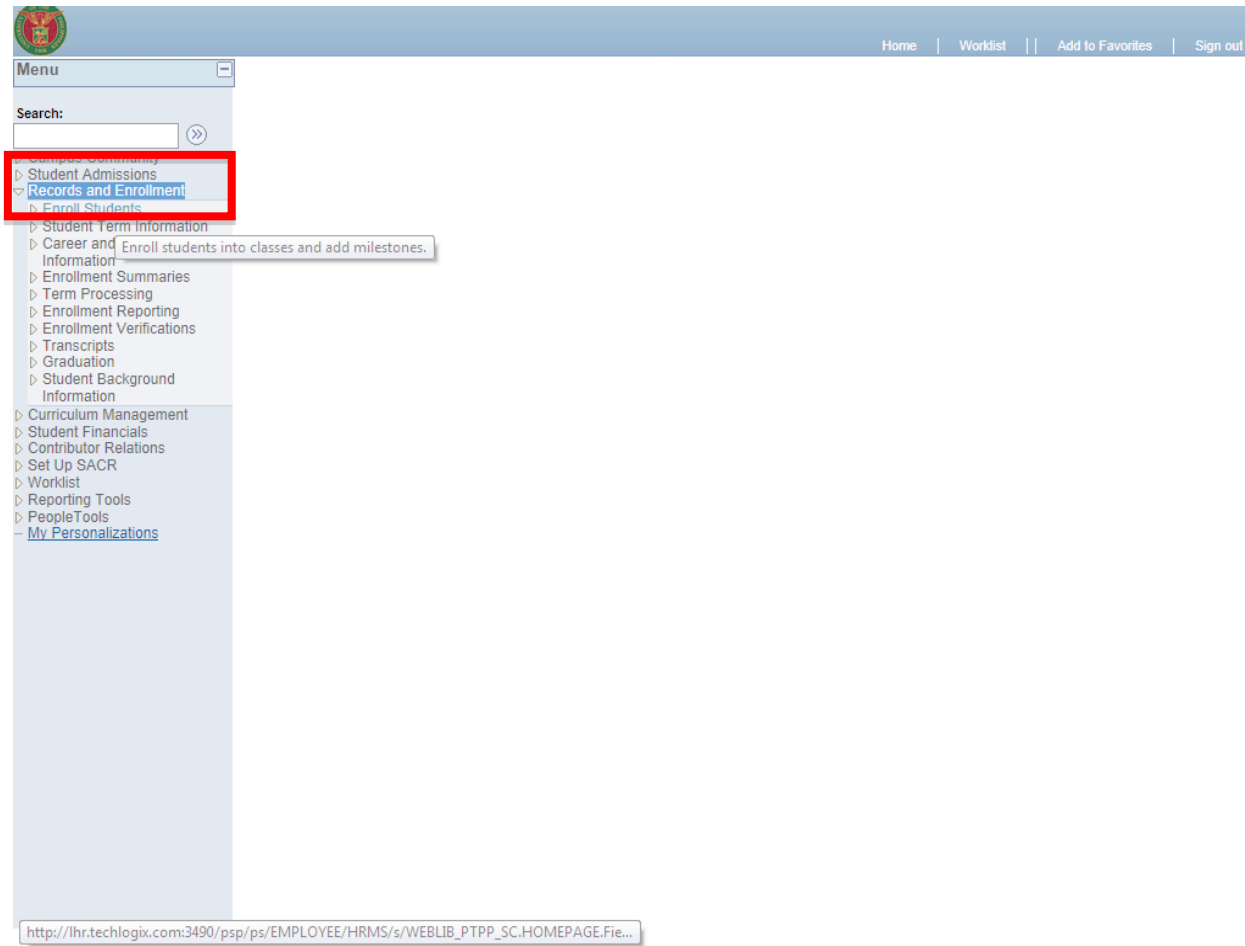 Home | Worklist | | Add to Favorites | Sign out
Menu
Search:
Campus Community
Student Admissions
Records and Enrollment
Enroll Students
Student Term Information
Career and
Enroll students into classes and add milestones.
Information
Enrollment Summaries
Term Processing
Enrollment Reporting
Enrollment Verifications
Transcripts
Graduation
Student Background
Information
Curriculum Management
Student Financials
Contributor Relations
Set Up SACR
Worklist
Reporting Tools
PeopleTools
My Personalizations
http://lhr.techlogix.com:3490/psp/ps/EMPLOYEE/HRMS/s/WEBLIB_PTPP_SC.HOMEPAGE.Fie...